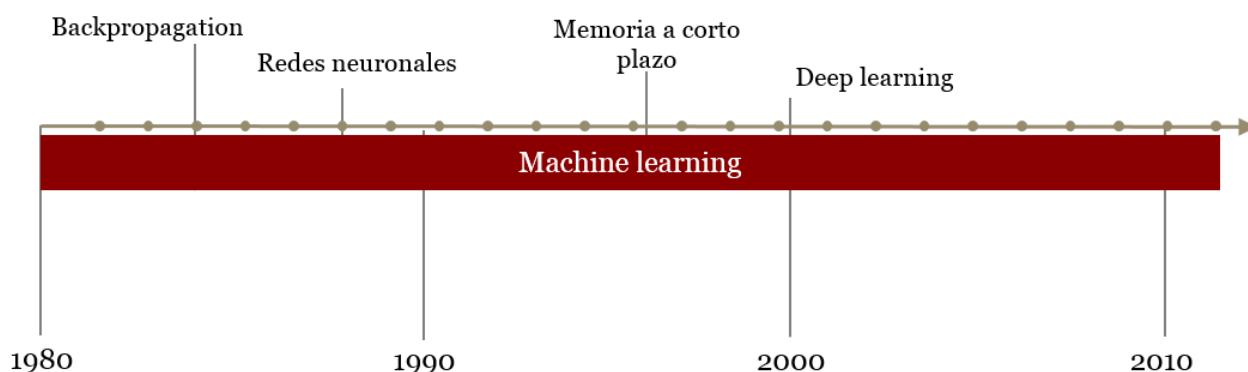 Backpropagation
Redes neuronales
Memoria a corto
plazo
Deep learning
Machine learning
1980
1990
2000
2010